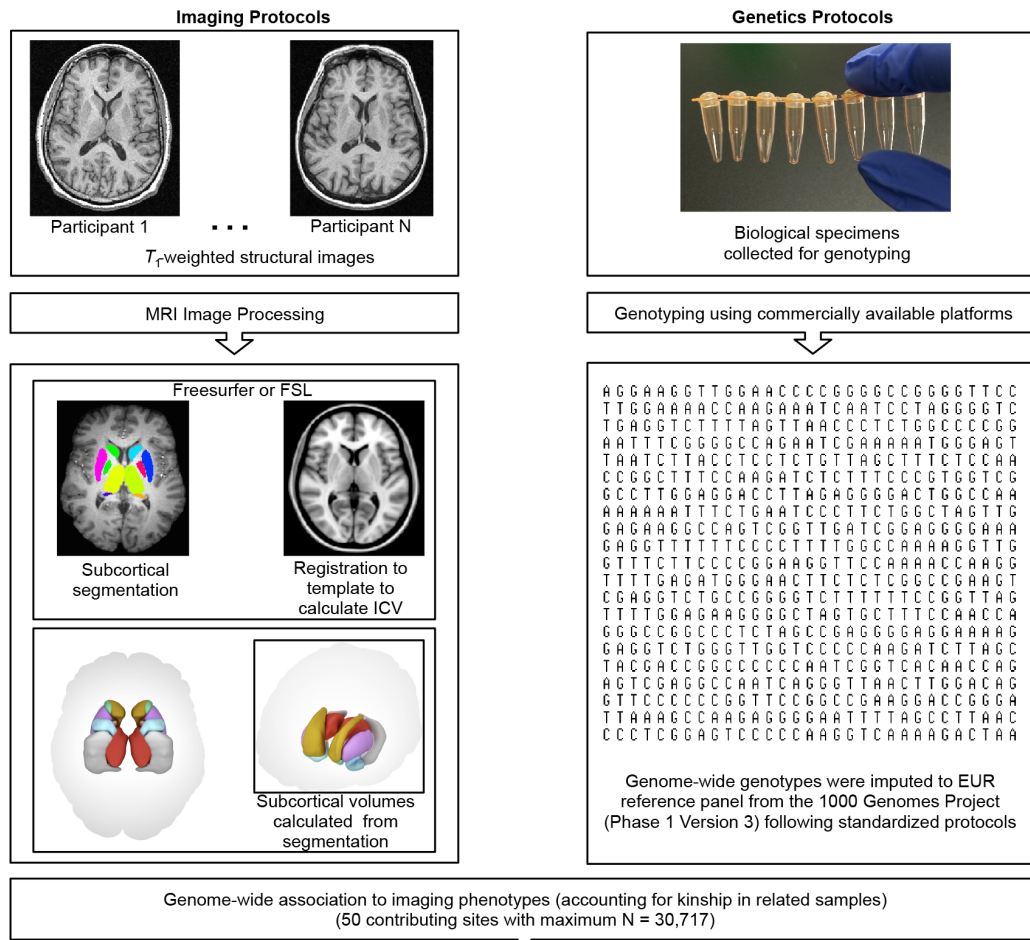 Imaging Protocols
Participant 1
. . .
Participant N
T1-weighted structural images
MRI Image Processing
Freesurfer or FSL
Subcortical
segmentation
Registration to
template to
calculate ICV
Subcortical volumes
calculated from
segmentation
Genetics Protocols
Biological specimens
collected for genotyping
Genotyping using commercially available platforms
A G G A A G G T T G G A A C C C C G G G G C C G G G G T T C C
T T G G A A A A C C A A G A A A T C A A T C C T A G G G G T C
T G A G G T C T T T T A G T T A A C C C T C T G G C C C C G G
A A T T T C G G G G C C A G A A T C G A A A A A T G G G A G T
T A A T C T T A C C T C C T C T G T T A G C T T T C T C C A A
C C G G C T T T C C A A G A T C T C T T T C C C G T G G T C G
G C C T T G G A G G A C C T T A G A G G G G A C T G G C C A A
A A A A A A T T T C T G A A T C C C T T C T G G C T A G T T G
G A G A A G G C C A G T C G G T T G A T C G G A G G G G A A A
G A G G T T T T T T C C C C T T T T G G C C A A A A G G T T G
G T T T C T T C C C C G G A A G G T T C C A A A A C C A A G G
T T T T G A G A T G G G A A C T T C T C T C G G C C G A A G T
C G A G G T C T G C C G G G G T C T T T T T T C C G G T T A G
T T T T G G A G A A G G G G C T A G T G C T T T C C A A C C A
G G G C C G G C C C T C T A G C C G A G G G G A G G A A A A G
G A G G T C T G G G T T G G T C C C C C A A G A T C T T A G C
T A C G A C C G G C C C C C C A A T C G G T C A C A A C C A G
A G T C G A G G C C A A T C A G G G T T A A C T T G G A C A G
G T T C C C C C C G G T T C C G G C C G A A G G A C C G G G A
T T A A A G C C A A G A G G G G A A T T T T A G C C T T A A C
C C C T C G G A G T C C C C C A A G G T C A A A A G A C T A A
Genome-wide genotypes were imputed to EUR
reference panel from the 1000 Genomes Project
(Phase 1 Version 3) following standardized protocols
Genome-wide association to imaging phenotypes (accounting for kinship in related samples)
(50 contributing sites with maximum N = 30,717)